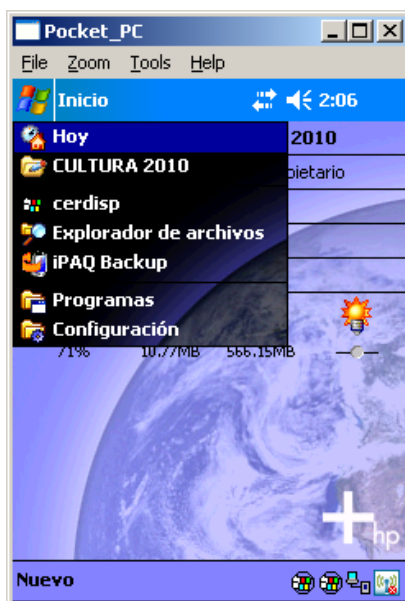 Pocket_PC
File Zoom Tools Help
Inicio 2:06
Hoy 2010
CULTURA 2010 pietario
cerdisp
Explorador de archivos
iPAQ Backup
Programas
Configuración
71% 10.77MB 566.15MB
hp
Nuevo